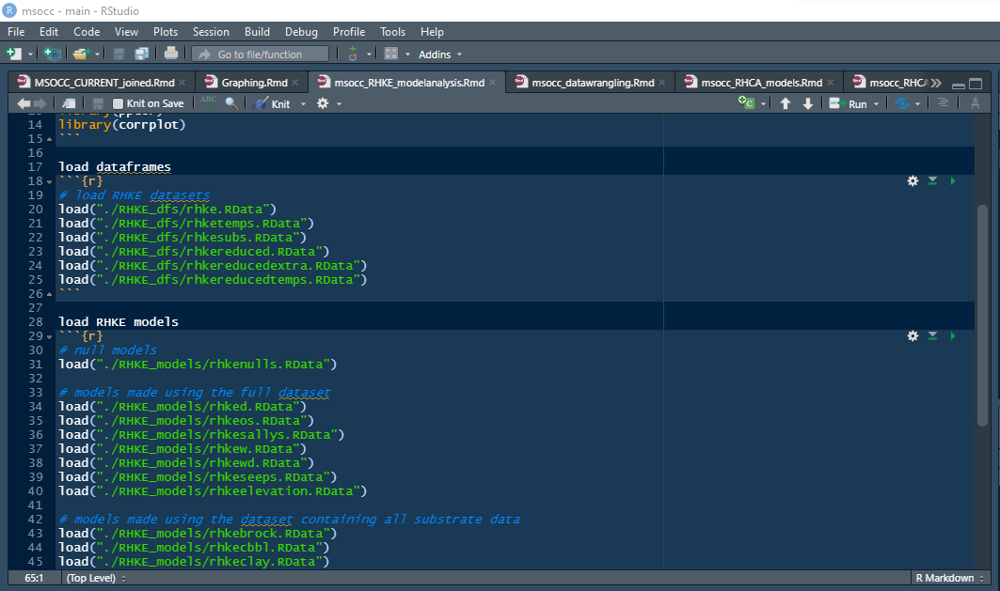 msocc - main - RStudio
File Edit Code View Plots Session Build Debug Profile Tools Help
Go to file/function Addins
MSOCC_CURRENT_joined.Rmd Graphing.Rmd msocc_RHKE_modelanalysis.Rmd msocc_datawrangling.Rmd msocc_RHCA_models.Rmd msocc_RHCA
Knit on Save ABC Knit Run
14 library(corrplot)
15 ```
16
17 load dataframes
18 ```{r}
19 # load RHKE datasets
20 load("./RHKE_dfs/rhke.RData")
21 load("./RHKE_dfs/rhketemps.RData")
22 load("./RHKE_dfs/rhkesubs.RData")
23 load("./RHKE_dfs/rhkereduced.RData")
24 load("./RHKE_dfs/rhkereducedextra.RData")
25 load("./RHKE_dfs/rhkereducedtemps.RData")
26 ```
27
28 load RHKE models
29 ```{r}
30 # null models
31 load("./RHKE_models/rhkenulls.RData")
32
33 # models made using the full dataset
34 load("./RHKE_models/rhked.RData")
35 load("./RHKE_models/rhkeos.RData")
36 load("./RHKE_models/rhkesallys.RData")
37 load("./RHKE_models/rhkew.RData")
38 load("./RHKE_models/rhkewd.RData")
39 load("./RHKE_models/rhkeseeps.RData")
40 load("./RHKE_models/rhkeelevation.RData")
41
42 # models made using the dataset containing all substrate data
43 load("./RHKE_models/rhkebrock.RData")
44 load("./RHKE_models/rhkecbbl.RData")
45 load("./RHKE_models/rhkeclay.RData")
65:1 (Top Level) R Markdown